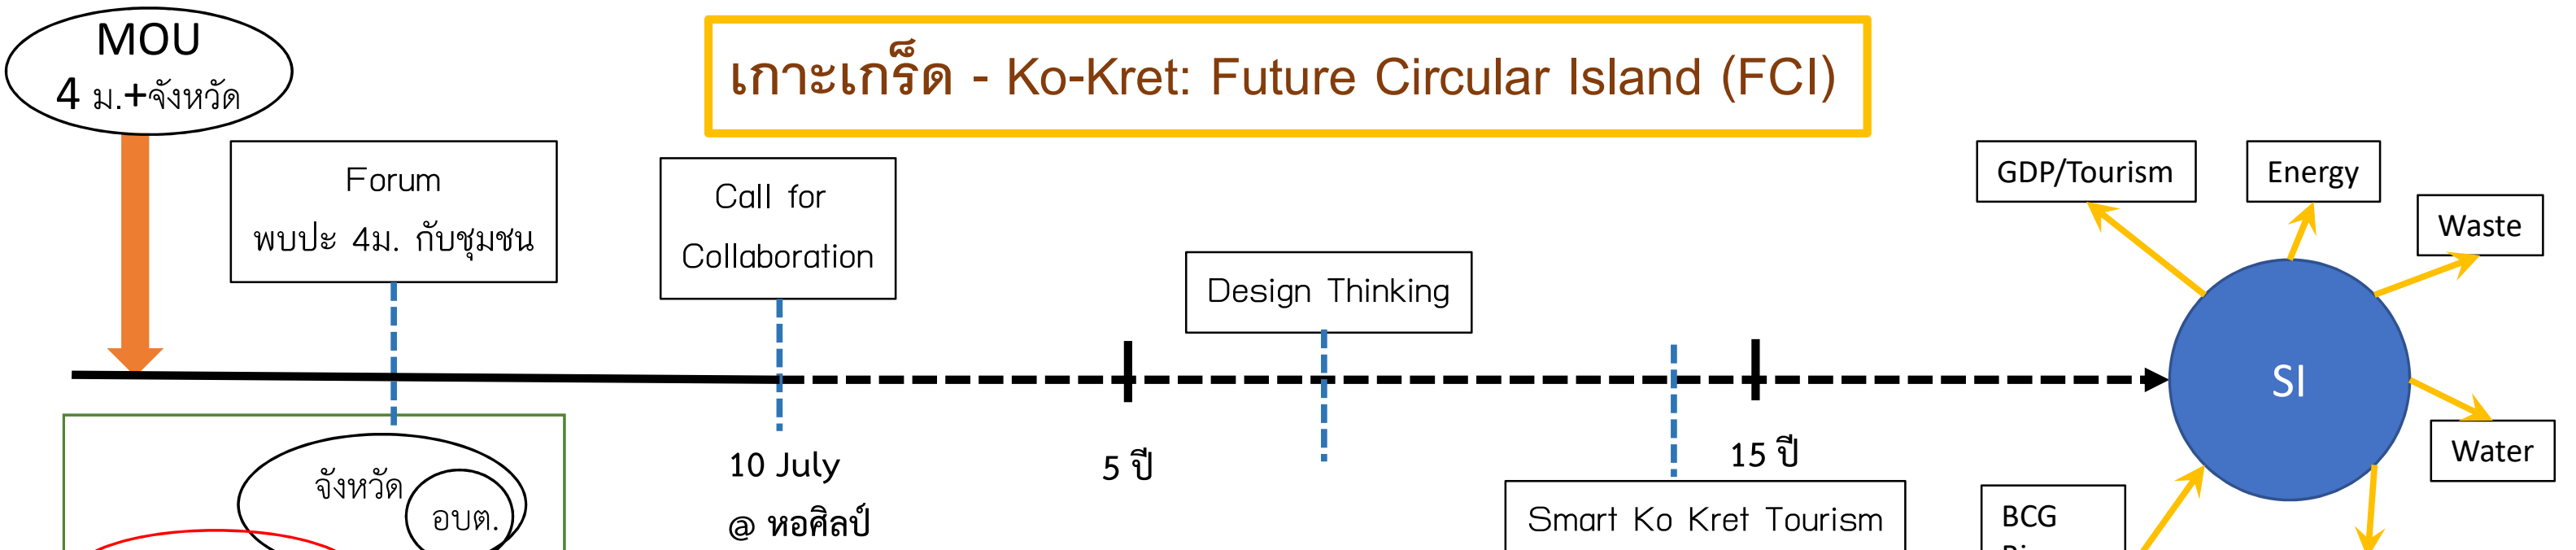 MOU
4 ม.+จังหวัด
เกาะเกร็ด - Ko-Kret: Future Circular Island (FCI)
Forum
พบปะ 4ม. กับชุมชน
Call for
Collaboration
Design Thinking
GDP/Tourism
Energy
Waste
SI
Water
10 July
@ หอศิลป์
5 ปี
15 ปี
จังหวัด
อบต.
Smart Ko Kret Tourism
BCG